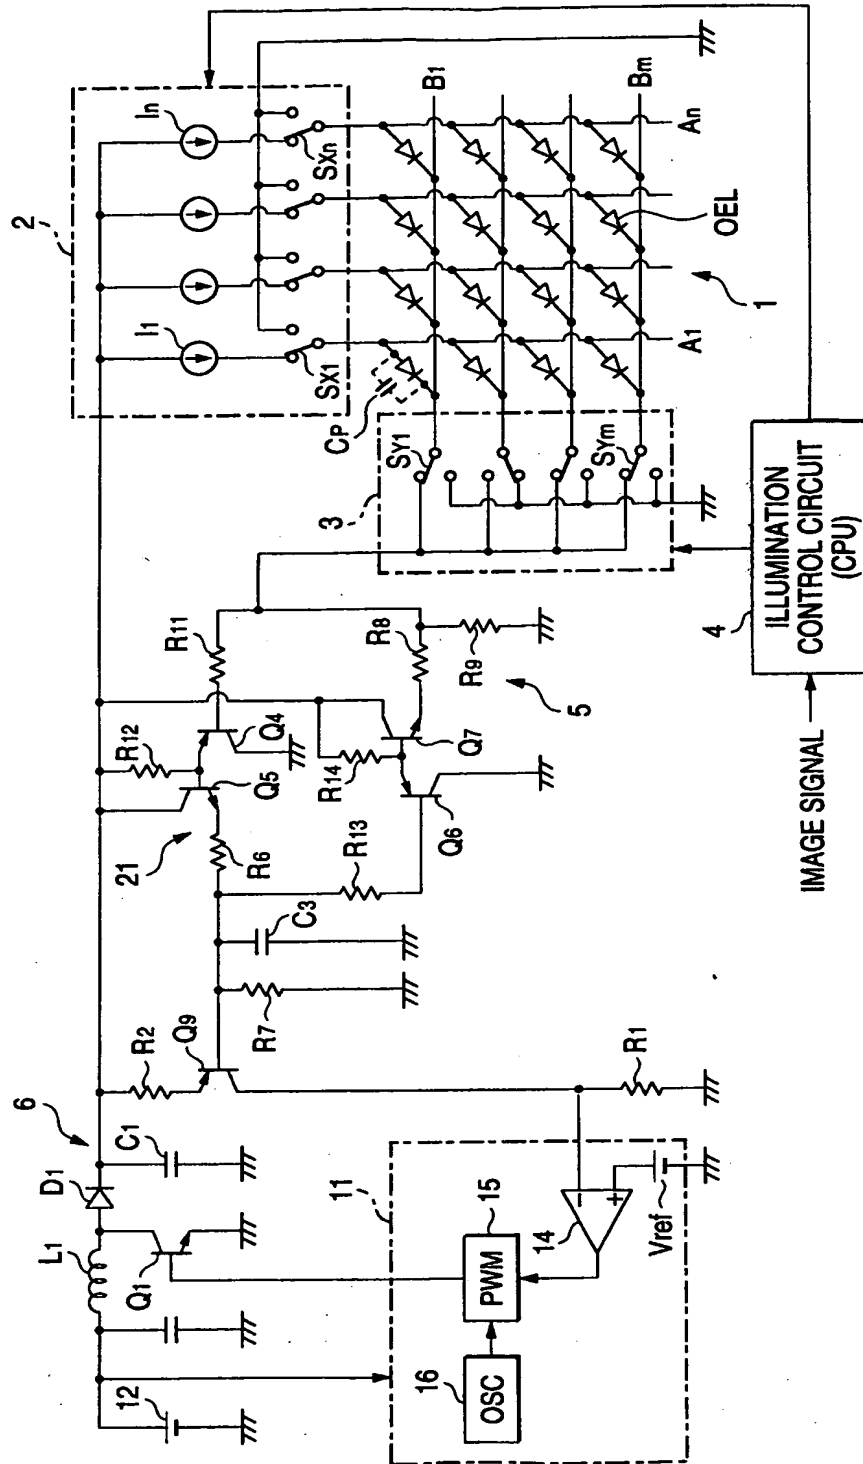 2
I1
In
SX1
SXn
B1
Bm
A1
An
CP
OEL
1
3
SY1
SYm
4
ILLUMINATION
CONTROL CIRCUIT
(CPU)
IMAGE SIGNAL
R11
R8
R9
5
R12
Q4
Q5
21
R6
R14
Q7
Q6
R13
C3
R7
Q9
R2
R1
6
C1
D1
L1
Q1
12
11
15
PWM
14
Vref
16
OSC